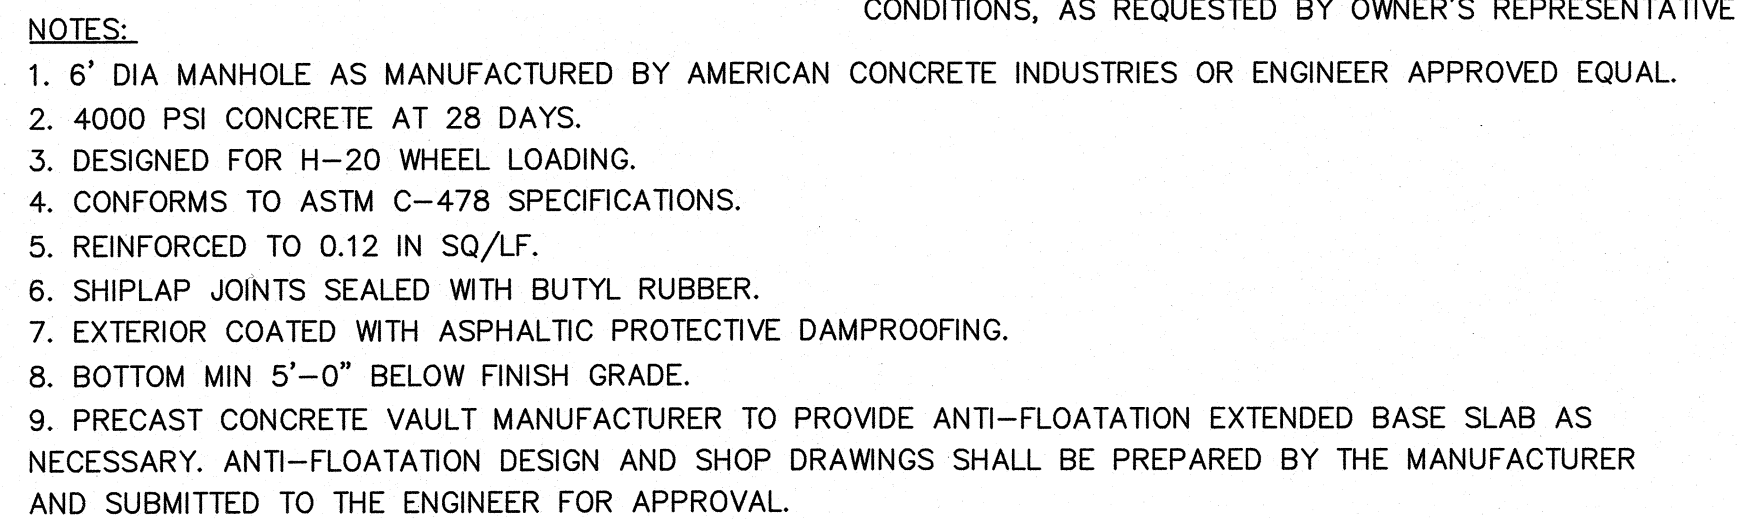 CONDITIONS, AS REQUESTED BY OWNER'S REPRESENTATIVE
NOTES:
1. 6' DIA MANHOLE AS MANUFACTURED BY AMERICAN CONCRETE INDUSTRIES OR ENGINEER APPROVED EQUAL.
2. 4000 PSI CONCRETE AT 28 DAYS.
3. DESIGNED FOR H-20 WHEEL LOADING.
4. CONFORMS TO ASTM C-478 SPECIFICATIONS.
5. REINFORCED TO 0.12 IN SQ/LF.
6. SHIPLAP JOINTS SEALED WITH BUTYL RUBBER.
7. EXTERIOR COATED WITH ASPHALTIC PROTECTIVE DAMPROOFING.
8. BOTTOM MIN 5'-0" BELOW FINISH GRADE.
9. PRECAST CONCRETE VAULT MANUFACTURER TO PROVIDE ANTI-FLOATATION EXTENDED BASE SLAB AS
NECESSARY. ANTI-FLOATATION DESIGN AND SHOP DRAWINGS SHALL BE PREPARED BY THE MANUFACTURER
AND SUBMITTED TO THE ENGINEER FOR APPROVAL.